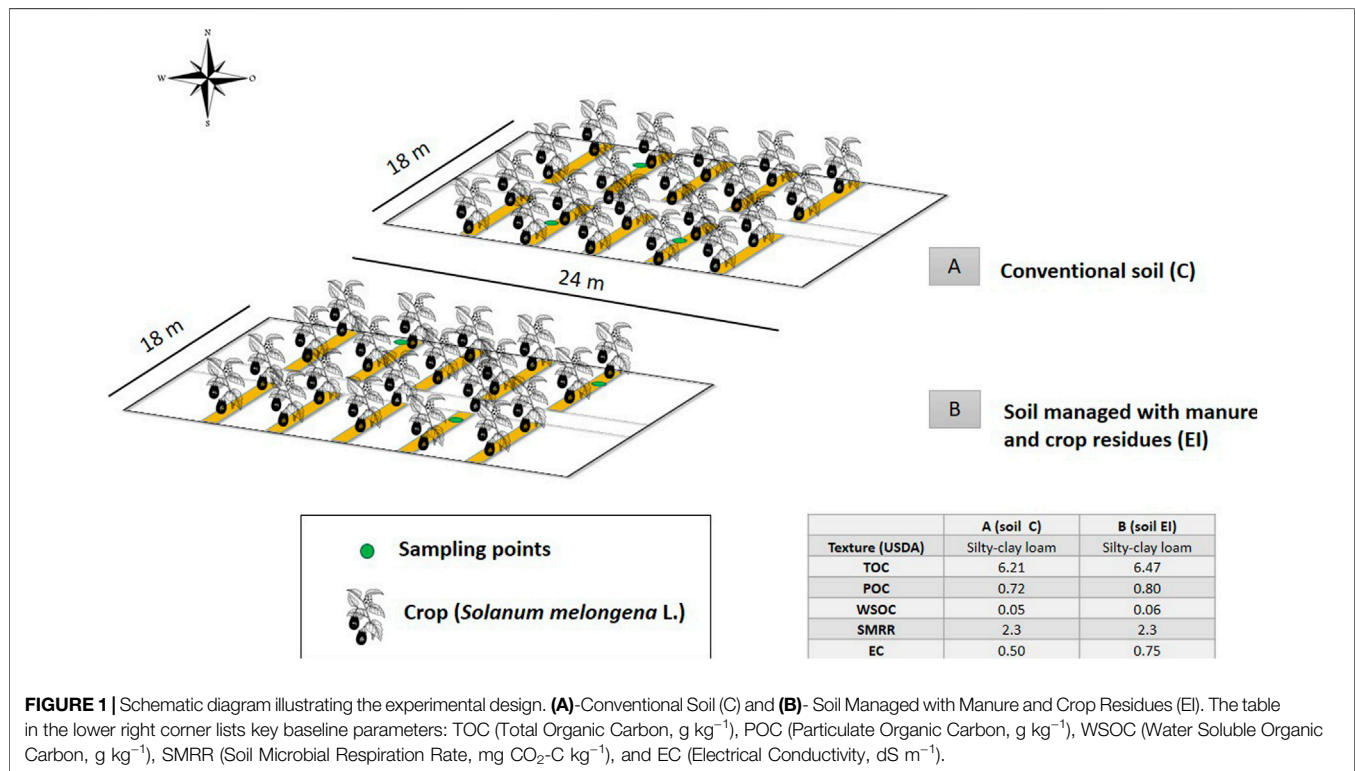 N
W O
S
18 m
24 m
A Conventional soil (C)
18 m
B Soil managed with manure
and crop residues (EI)
Sampling points
Crop (Solanum melongena L.)
A (soil C) B (soil EI)
Texture (USDA) Silty-clay loam Silty-clay loam
TOC 6.21 6.47
POC 0.72 0.80
WSOC 0.05 0.06
SMRR 2.3 2.3
EC 0.50 0.75
FIGURE 1 | Schematic diagram illustrating the experimental design. (A)-Conventional Soil (C) and (B)- Soil Managed with Manure and Crop Residues (EI). The table
in the lower right corner lists key baseline parameters: TOC (Total Organic Carbon, g kg⁻¹), POC (Particulate Organic Carbon, g kg⁻¹), WSOC (Water Soluble Organic
Carbon, g kg⁻¹), SMRR (Soil Microbial Respiration Rate, mg CO₂-C kg⁻¹), and EC (Electrical Conductivity, dS m⁻¹).